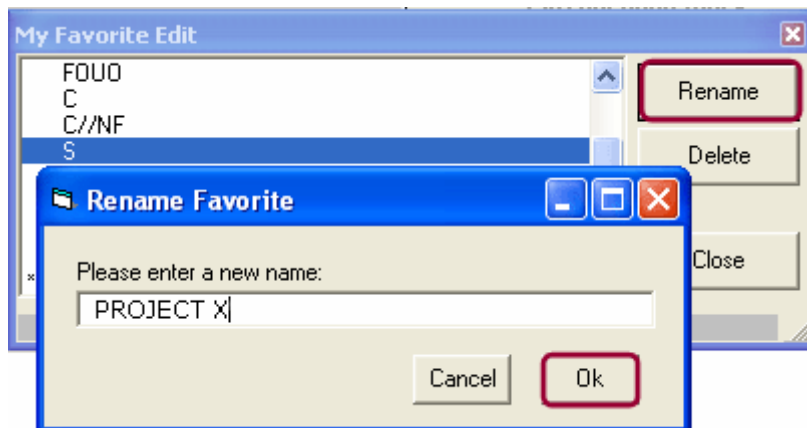 My Favorite Edit
FOUO
C
C//NF
S
Rename
Delete
Close
Rename Favorite
Please enter a new name:
PROJECT X
Cancel
Ok